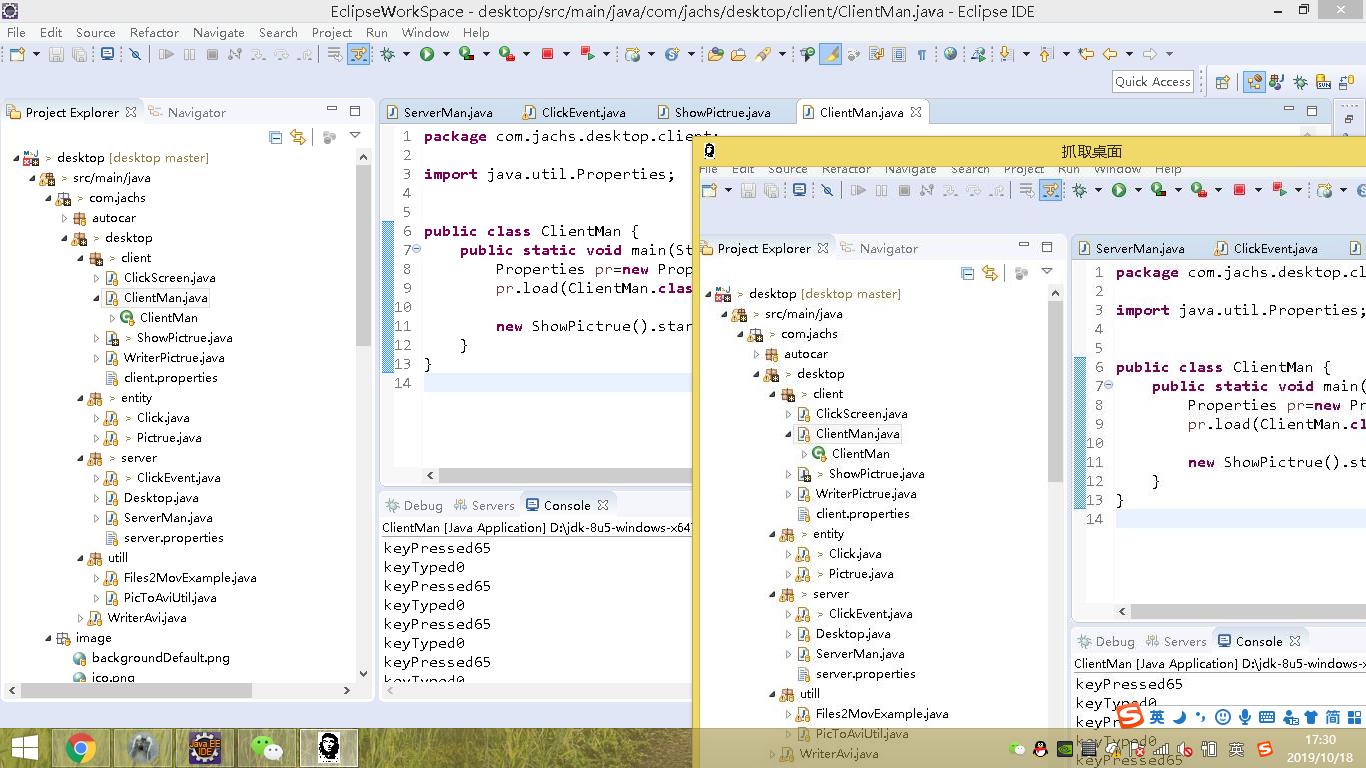 EclipseWorkSpace - desktop/src/main/java/com/jachs/desktop/client/ClientMan.java - Eclipse IDE
File Edit Source Refactor Navigate Search Project Run Window Help
Quick Access
Project Explorer
Navigator
> desktop [desktop master]
> src/main/java
> com.jachs
autocar
> desktop
> client
ClickScreen.java
ClientMan.java
ClientMan
> ShowPictrue.java
WriterPictrue.java
client.properties
> entity
> Click.java
> Pictrue.java
> server
> ClickEvent.java
Desktop.java
ServerMan.java
server.properties
utill
Files2MovExample.java
PicToAviUtil.java
WriterAvi.java
image
backgroundDefault.png
ico.png
ServerMan.java ClickEvent.java ShowPictrue.java ClientMan.java
1 package com.jachs.desktop.client;
2
3 import java.util.Properties;
4
5
6 public class ClientMan {
7 public static void main(St
8 Properties pr=new Prop
9 pr.load(ClientMan.clas
10
11 new ShowPictrue().star
12 }
13 }
14
Debug Servers Console
ClientMan [Java Application] D:\jdk-8u5-windows-x64
keyPressed65
keyTyped0
keyPressed65
keyTyped0
keyPressed65
keyTyped0
keyPressed65
keyTyped0
抓取桌面
File Edit Source Refactor Navigate Search Project Run Window Help
Project Explorer
Navigator
> desktop [desktop master]
> src/main/java
> com.jachs
autocar
> desktop
> client
ClickScreen.java
ClientMan.java
ClientMan
> ShowPictrue.java
WriterPictrue.java
client.properties
> entity
> Click.java
> Pictrue.java
> server
> ClickEvent.java
Desktop.java
ServerMan.java
server.properties
utill
Files2MovExample.java
PicToAviUtil.java
WriterAvi.java
ServerMan.java ClickEvent.java
1 package com.jachs.desktop.cl
2
3 import java.util.Properties;
4
5
6 public class ClientMan {
7 public static void main(
8 Properties pr=new Pr
9 pr.load(ClientMan.cl
10
11 new ShowPictrue().st
12 }
13 }
14
Debug Servers Console
ClientMan [Java Application] D:\jdk-8u5-windows-x
keyPressed65
keyTyped0
keyPr
keyTyped0
keyPressed65
英 简
Java EE
IDE
英
17:30
2019/10/18